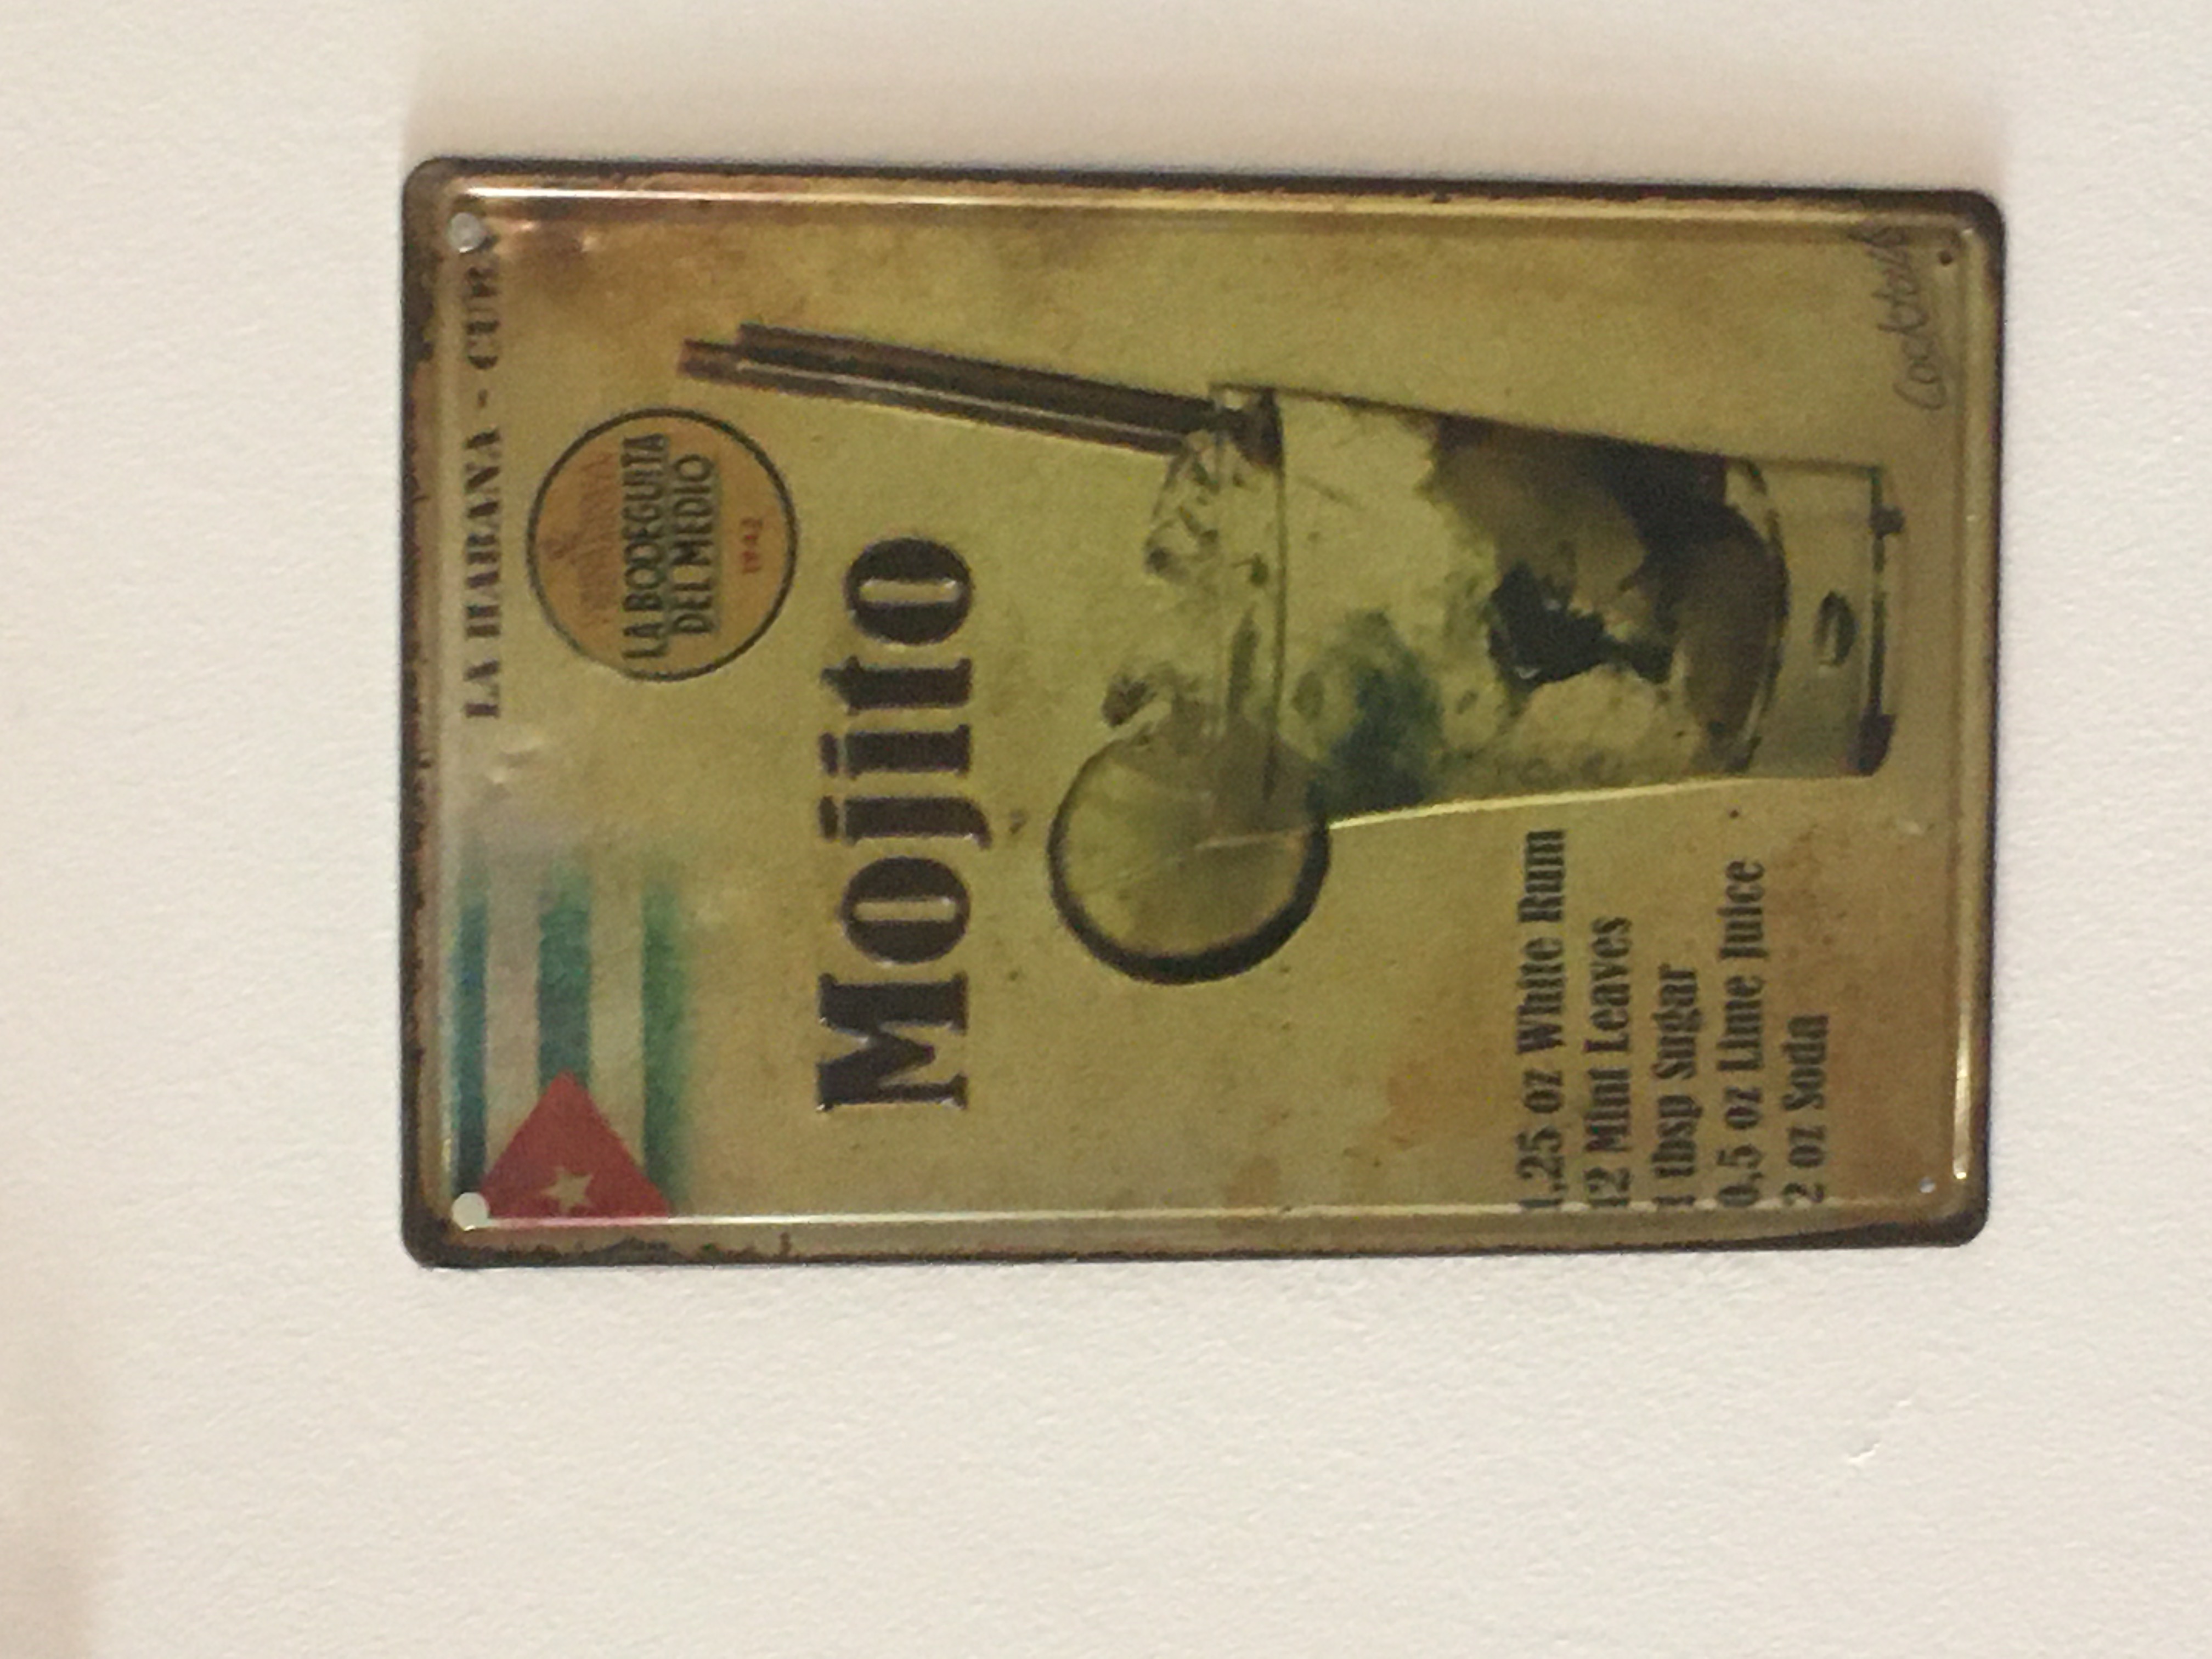 LA HABANA - CUBA
LA BODEGUITA
DEL MEDIO
1942
Mojito
1,25 oz White Rum
12 Mint Leaves
1 tbsp Sugar
0,5 oz Lime Juice
2 oz Soda
Cocktails